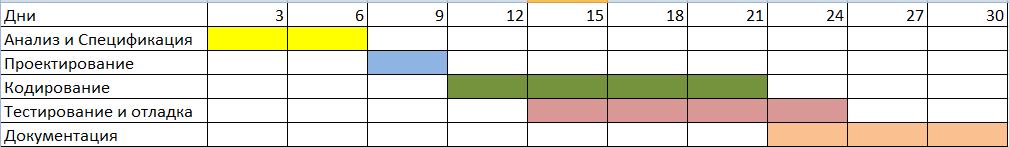 Дни 3 6 9 12 15 18 21 24 27 30
Анализ и Спецификация
Проектирование
Кодирование
Тестирование и отладка
Документация